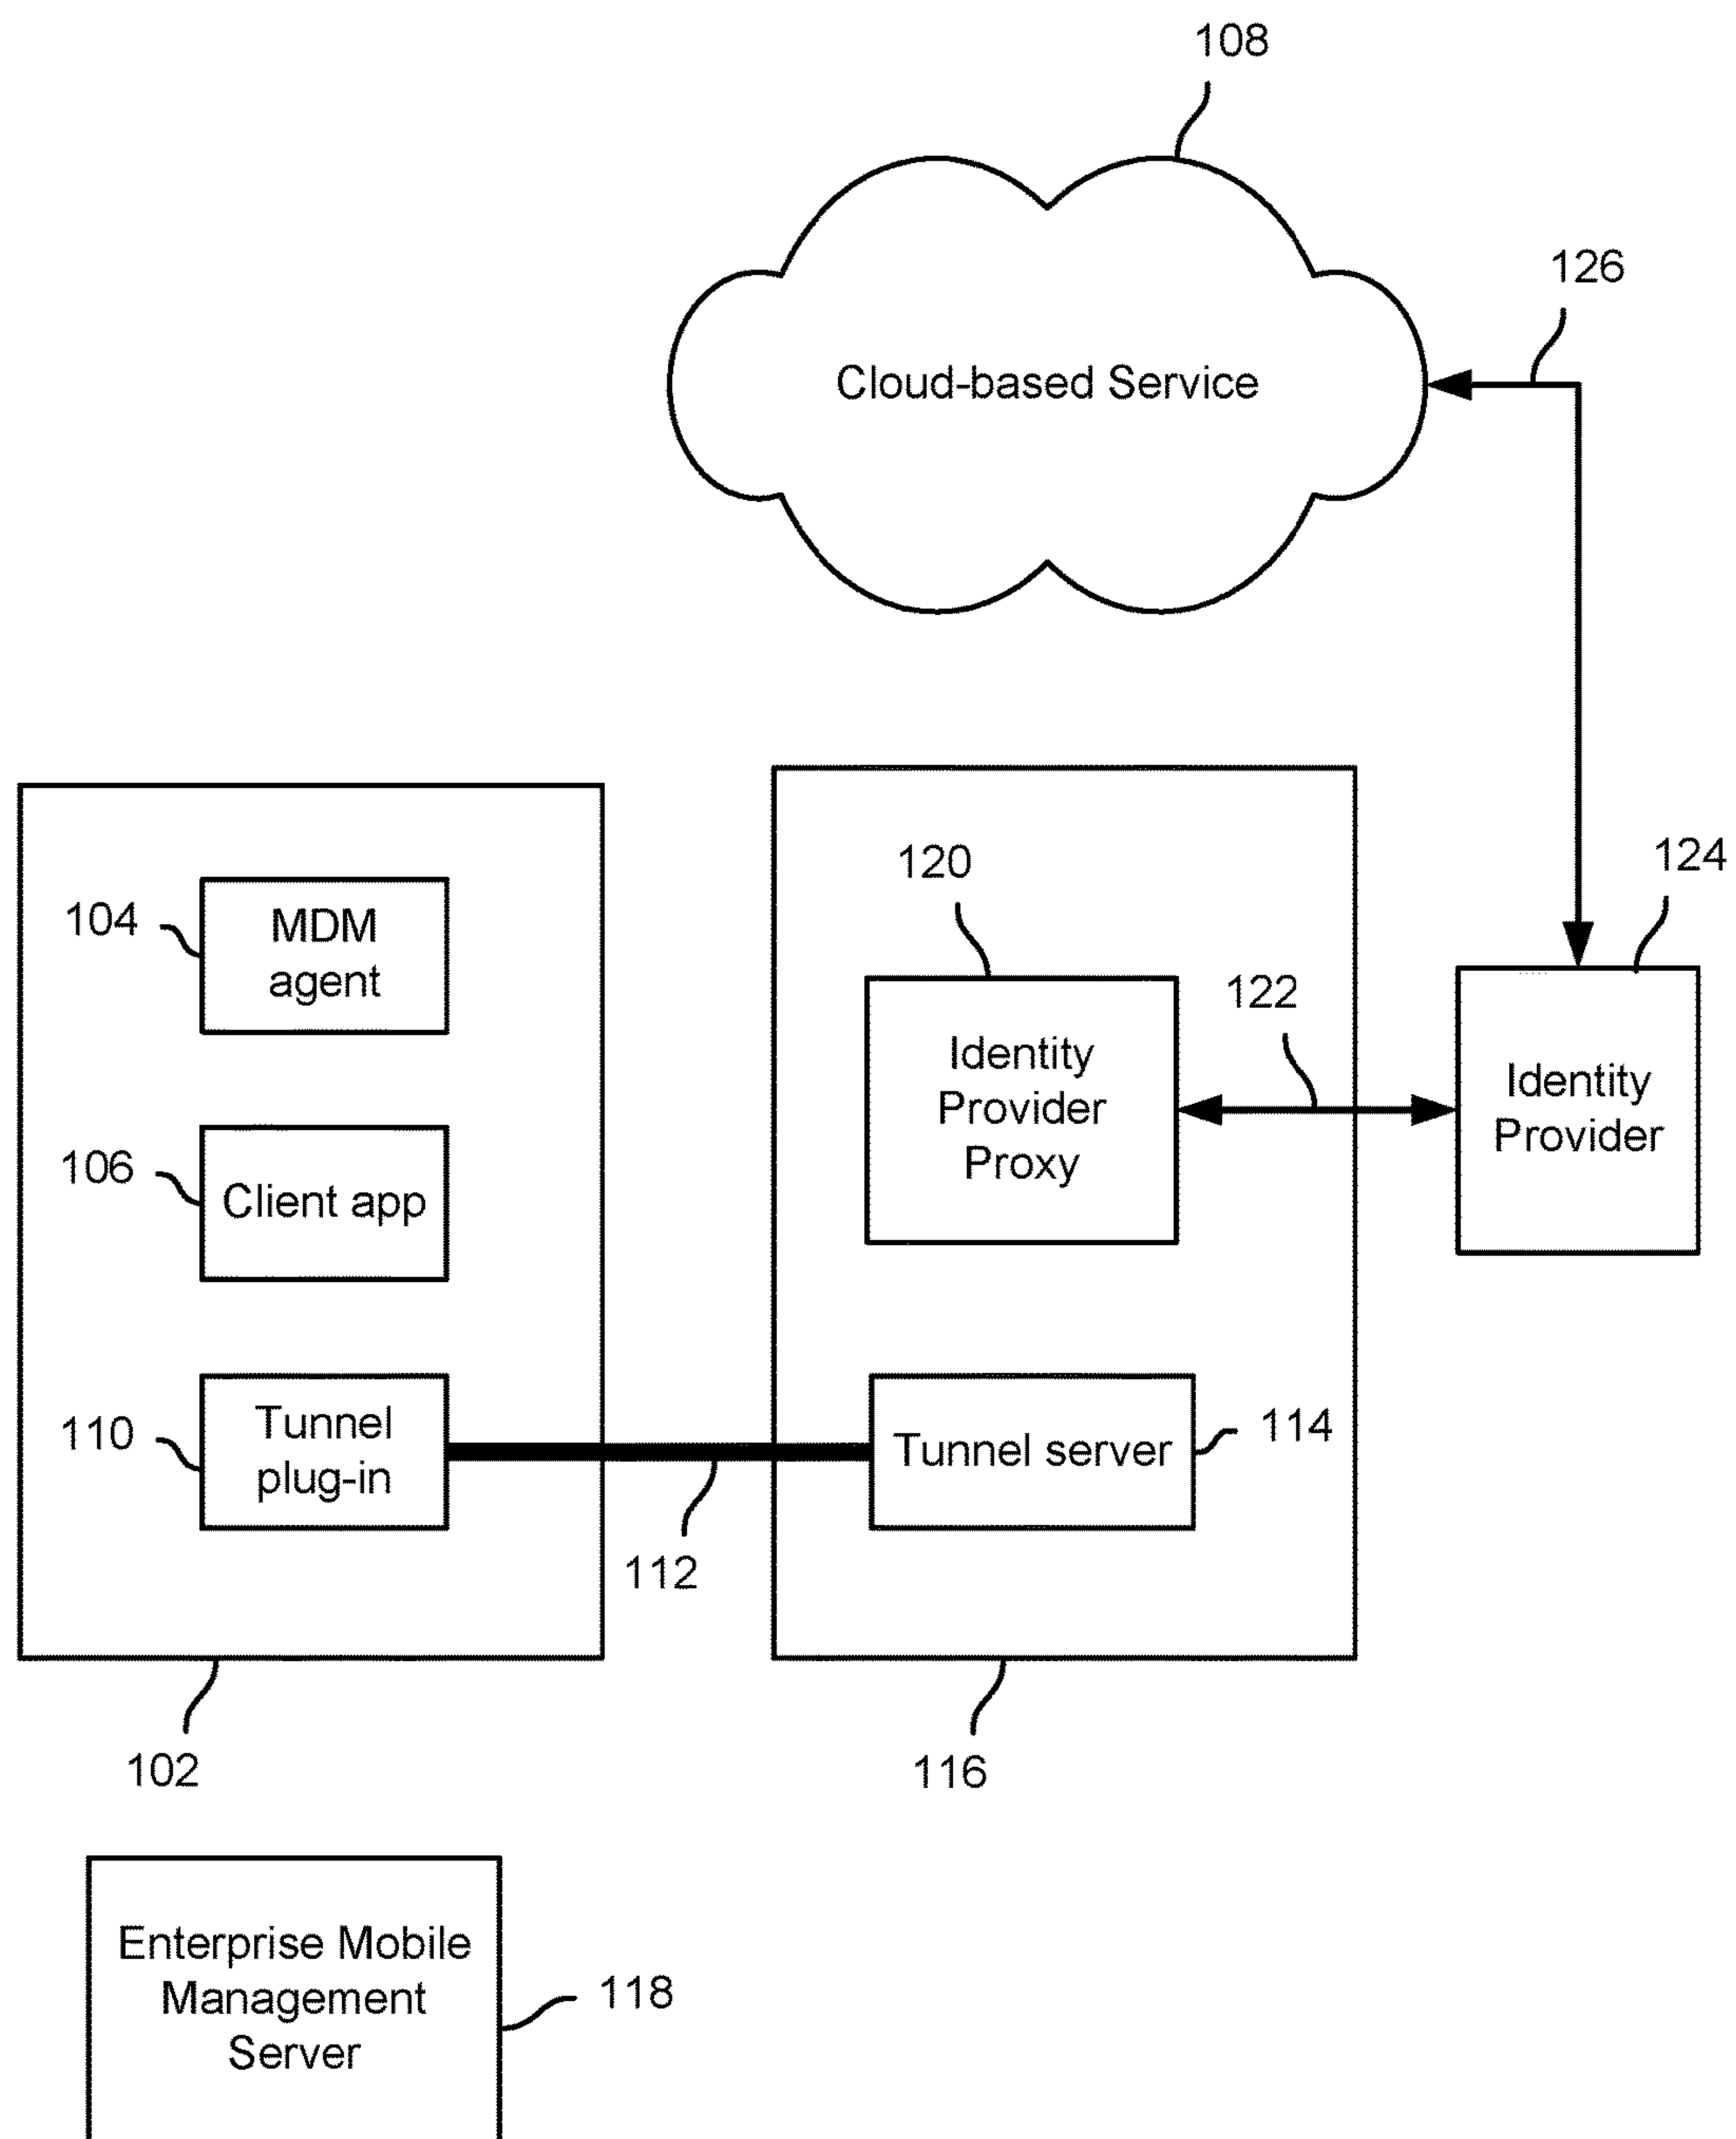 108
126
Cloud-based Service
124
120
104
MDM
agent
122
Identity
Provider
Proxy
Identity
Provider
106
Client app
110
Tunnel
plug-in
Tunnel server
114
112
102
116
Enterprise Mobile
Management
Server
118